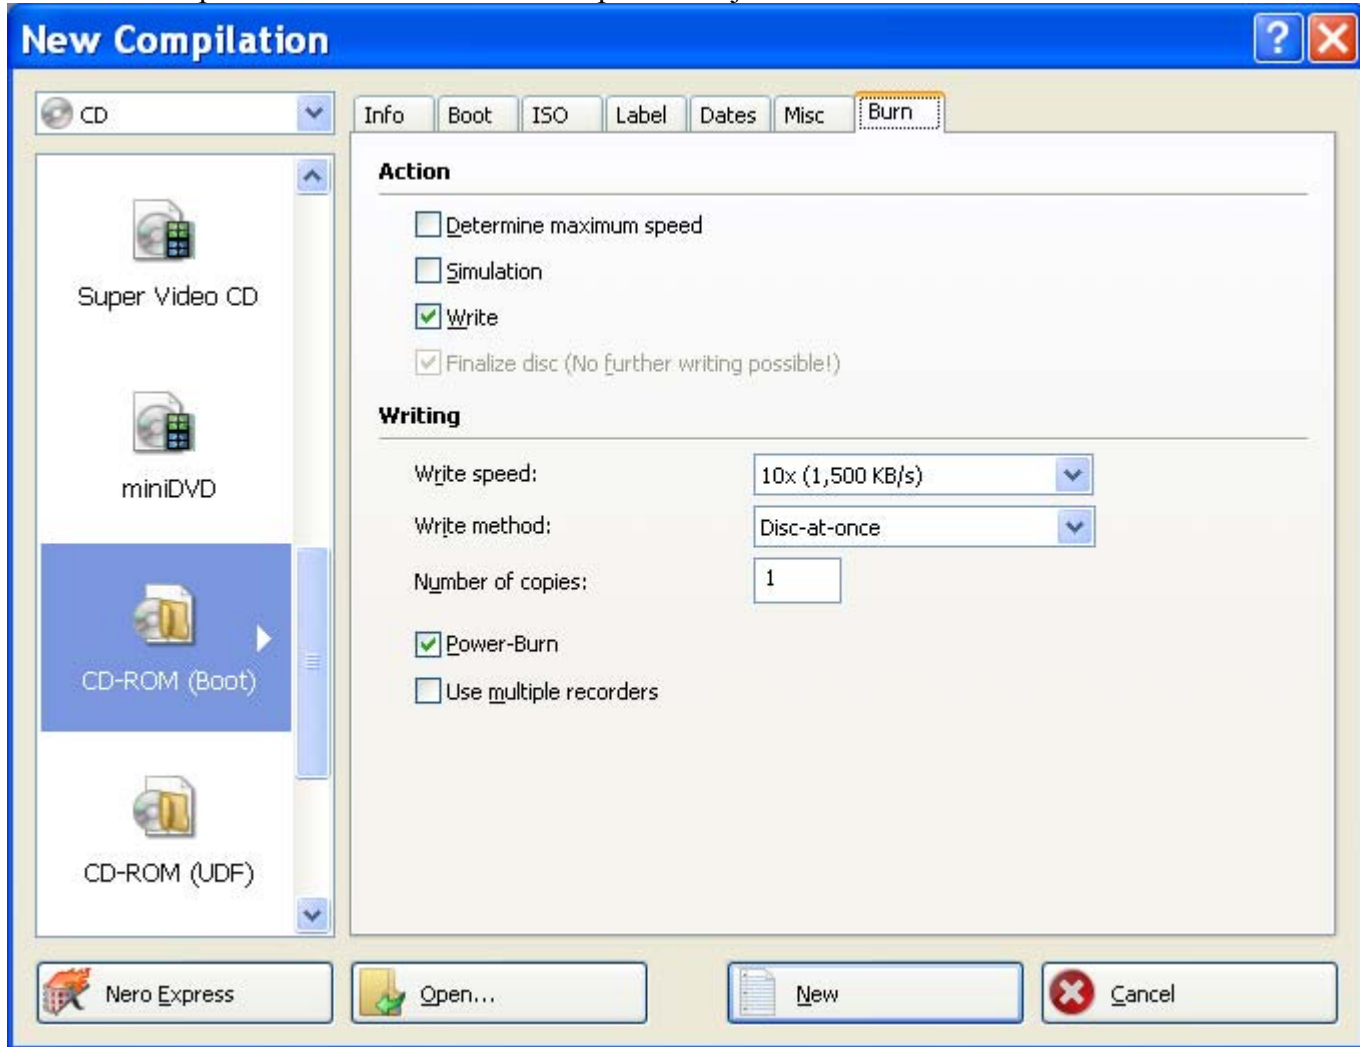 New Compilation
CD
Info Boot ISO Label Dates Misc Burn
Super Video CD
miniDVD
CD-ROM (Boot)
CD-ROM (UDF)
Action
Determine maximum speed
Simulation
Write
Finalize disc (No further writing possible!)
Writing
Write speed: 10x (1,500 KB/s)
Write method: Disc-at-once
Number of copies: 1
Power-Burn
Use multiple recorders
Nero Express Open... New Cancel